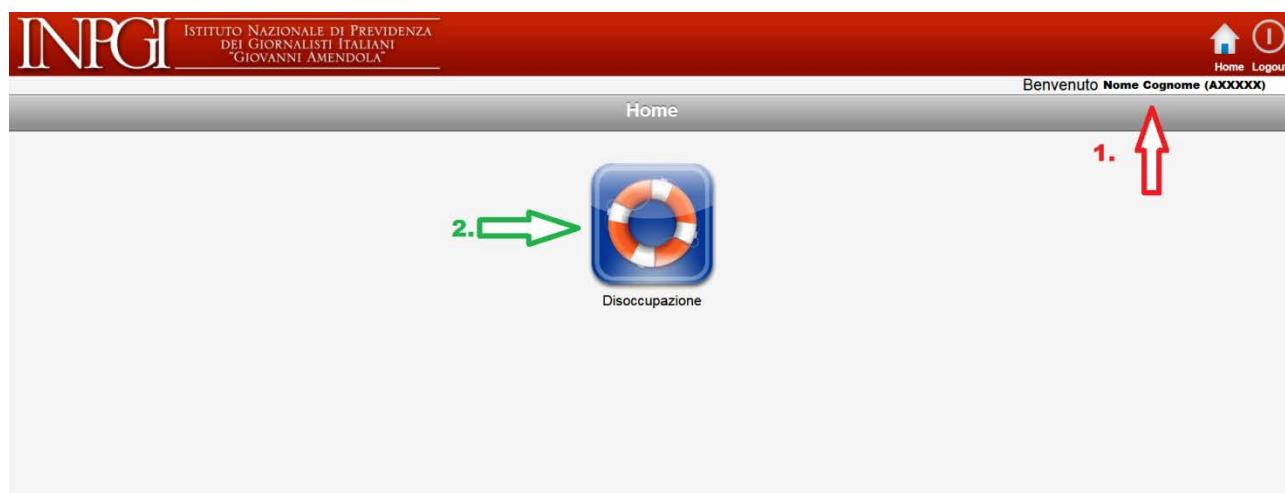 INPGI
ISTITUTO NAZIONALE DI PREVIDENZA
DEI GIORNALISTI ITALIANI
"GIOVANNI AMENDOLA"
Home Logout
Benvenuto Nome Cognome (AXXXXX)
Home
1.
2.
Disoccupazione